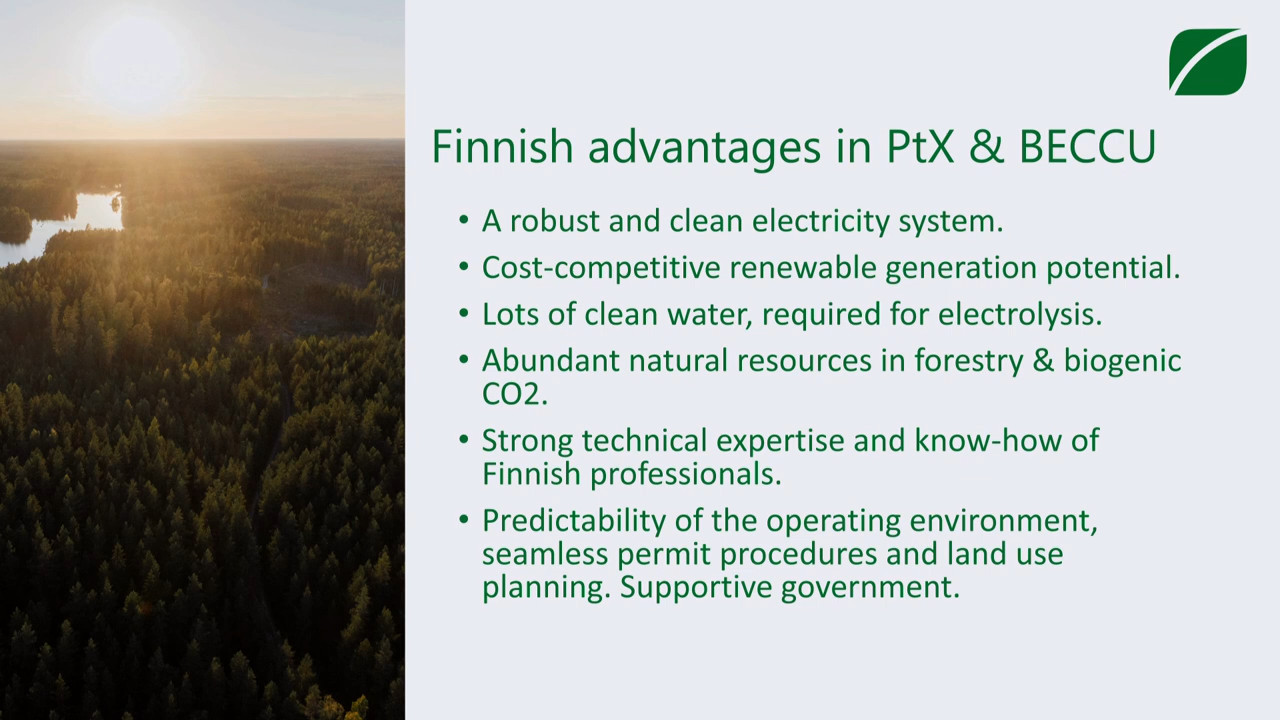 Finnish advantages in PtX & BECCU
• A robust and clean electricity system.
• Cost-competitive renewable generation potential.
• Lots of clean water, required for electrolysis.
• Abundant natural resources in forestry & biogenic
CO2.
• Strong technical expertise and know-how of
Finnish professionals.
• Predictability of the operating environment,
seamless permit procedures and land use
planning. Supportive government.